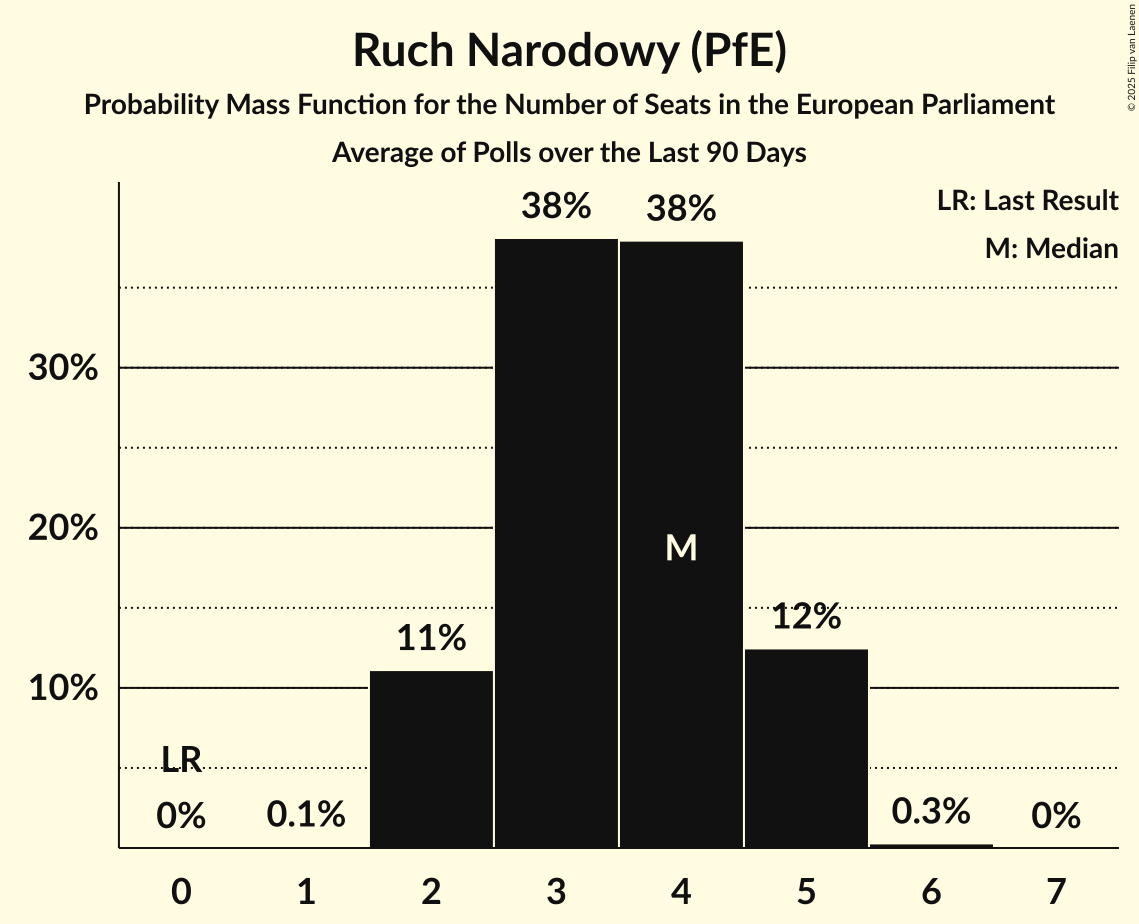 Ruch Narodowy (PfE)
Probability Mass Function for the Number of Seats in the European Parliament
Average of Polls over the Last 90 Days
© 2025 Filip van Laenen
LR: Last Result
M: Median
38%
38%
30%
20%
M
12%
11%
10%
LR
0%
0.1%
0.3%
0%
0 1 2 3 4 5 6 7